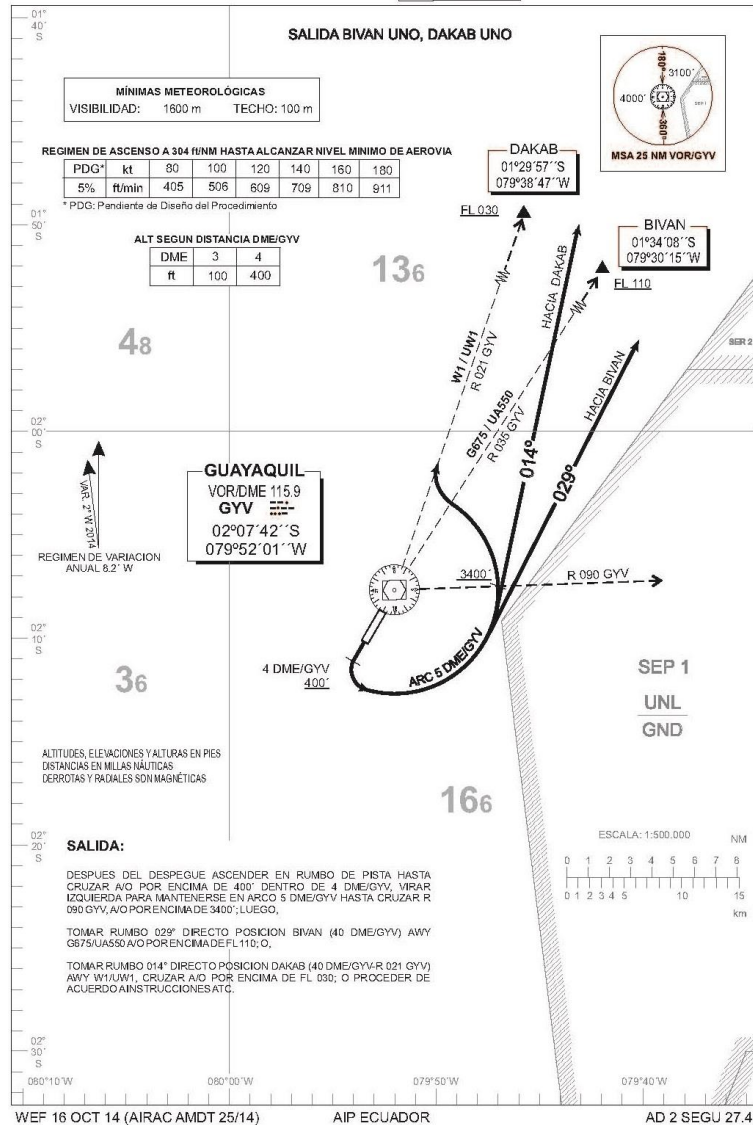 SALIDA BIVAN UNO, DAKAB UNO
MÍNIMAS METEOROLÓGICAS
VISIBILIDAD: 1600 m TECHO: 100 m
REGIMEN DE ASCENSO A 304 ft/NM HASTA ALCANZAR NIVEL MINIMO DE AEROVIA
PDG* kt 80 100 120 140 160 180
5% ft/min 405 506 609 709 810 911
* PDG: Pendiente de Diseño del Procedimiento
ALT SEGUN DISTANCIA DME/GYV
DME 3 4
ft 100 400
180°
3100´
4000´
SEP 1
360°
MSA 25 NM VOR/GYV
DAKAB
01°29´57´´S
079°38´47´´W
FL 030
BIVAN
01°34´08´´S
079°30´15´´W
FL 110
01°
40´
S
01°
50´
S
02°
00´
S
02°
10´
S
02°
20´
S
02°
30´
S
136
48
36
166
W1 / UW1
R 021 GYV
G675 / UA550
R 035 GYV
HACIA DAKAB
014°
HACIA BIVAN
029°
SER 2
VAR. 2° W 2014
REGIMEN DE VARIACION
ANUAL 8.2´ W
GUAYAQUIL
VOR/DME 115.9
GYV
02°07´42´´S
079°52´01´´W
3400´
R 090 GYV
ARC 5 DME/GYV
4 DME/GYV
400´
SEP 1
UNL
GND
ALTITUDES, ELEVACIONES Y ALTURAS EN PIES
DISTANCIAS EN MILLAS NÁUTICAS
DERROTAS Y RADIALES SON MAGNÉTICAS
ESCALA: 1:500.000
NM
0 1 2 3 4 5 6 7 8
0 1 2 3 4 5 10 15
km
SALIDA:
DESPUES DEL DESPEGUE ASCENDER EN RUMBO DE PISTA HASTA
CRUZAR A/O POR ENCIMA DE 400´ DENTRO DE 4 DME/GYV, VIRAR
IZQUIERDA PARA MANTENERSE EN ARCO 5 DME/GYV HASTA CRUZAR R
090 GYV, A/O POR ENCIMA DE 3400´; LUEGO,
TOMAR RUMBO 029° DIRECTO POSICION BIVAN (40 DME/GYV) AWY
G675/UA550 A/O POR ENCIMA DE FL 110; O,
TOMAR RUMBO 014° DIRECTO POSICION DAKAB (40 DME/GYV-R 021 GYV)
AWY W1/UW1, CRUZAR A/O POR ENCIMA DE FL 030; O PROCEDER DE
ACUERDO A INSTRUCCIONES ATC.
080°10´W 080°00´W 079°50´W 079°40´W
WEF 16 OCT 14 (AIRAC AMDT 25/14) AIP ECUADOR AD 2 SEGU 27.4